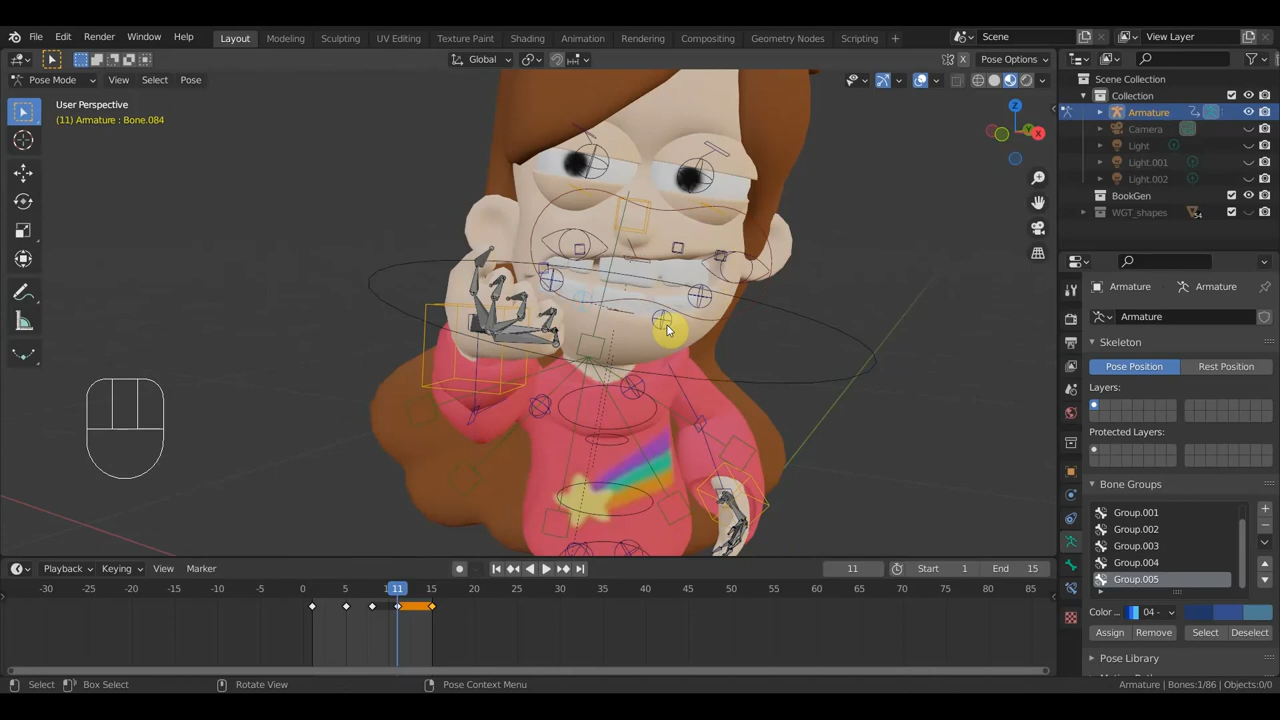 File Edit Render Window Help Layout Modeling Sculpting UV Editing Texture Paint Shading Animation Rendering Compositing Geometry Nodes Scripting + Scene View Layer
Global Pose Options
Pose Mode View Select Pose
User Perspective
(11) Armature : Bone.084
Z
Y
X
Scene Collection
Collection
Armature
Camera
Light
Light.001
Light.002
BookGen
WGT_shapes 54
Armature Armature
Armature
Skeleton
Pose Position Rest Position
Layers:
Protected Layers:
Bone Groups
Group.001
Group.002
Group.003
Group.004
Group.005
Color 04 -
Assign Remove Select Deselect
Pose Library
Playback Keying View Marker 11 Start 1 End 15
-30 -25 -20 -15 -10 -5 0 5 11 15 20 25 30 35 40 45 50 55 60 65 70 75 80 85
Select Box Select Rotate View Pose Context Menu Armature | Bones:1/86 | Objects:0/0